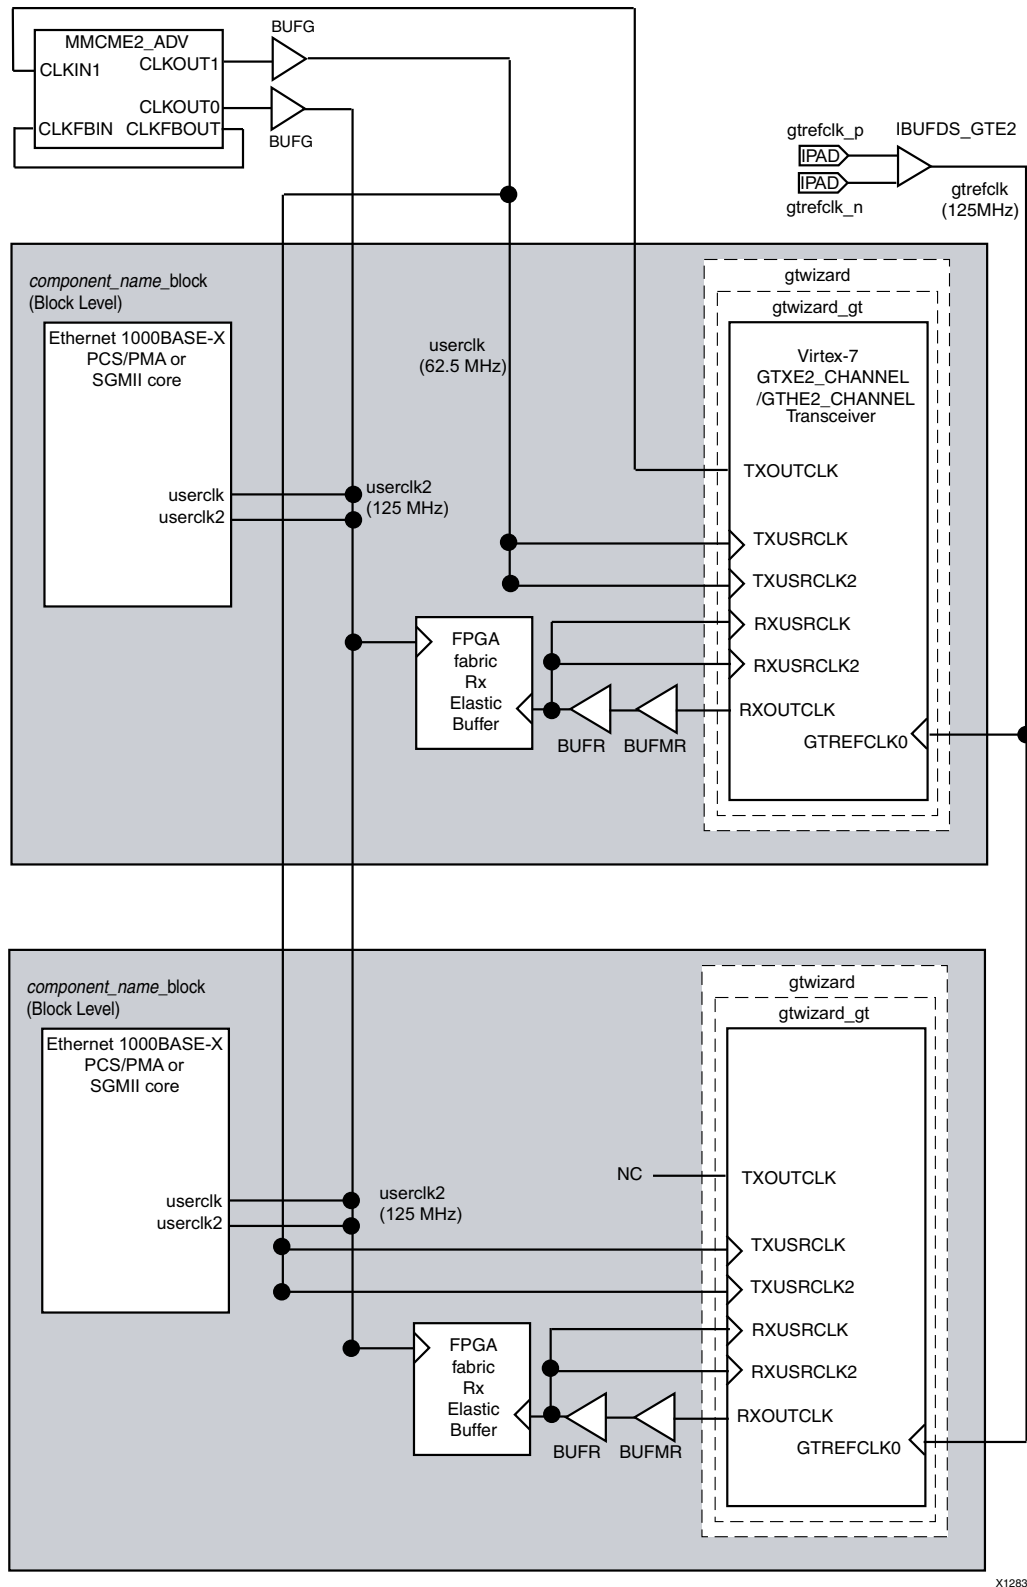 BUFG
MMCME2_ADV
CLKIN1
CLKOUT1
CLKOUT0
CLKFBIN
CLKFBOUT
BUFG
gtrefclk_p
IBUFDS_GTE2
IPAD
IPAD
gtrefclk_n
gtrefclk
(125MHz)
component_name_block
(Block Level)
Ethernet 1000BASE-X
PCS/PMA or
SGMII core
userclk
userclk2
userclk
(62.5 MHz)
userclk2
(125 MHz)
gtwizard
gtwizard_gt
Virtex-7
GTXE2_CHANNEL
/GTHE2_CHANNEL
Transceiver
TXOUTCLK
TXUSRCLK
TXUSRCLK2
RXUSRCLK
RXUSRCLK2
RXOUTCLK
GTREFCLK0
FPGA
fabric
Rx
Elastic
Buffer
BUFR
BUFMR
component_name_block
(Block Level)
Ethernet 1000BASE-X
PCS/PMA or
SGMII core
userclk
userclk2
userclk2
(125 MHz)
gtwizard
gtwizard_gt
NC
TXOUTCLK
TXUSRCLK
TXUSRCLK2
RXUSRCLK
RXUSRCLK2
RXOUTCLK
GTREFCLK0
FPGA
fabric
Rx
Elastic
Buffer
BUFR
BUFMR
X1283